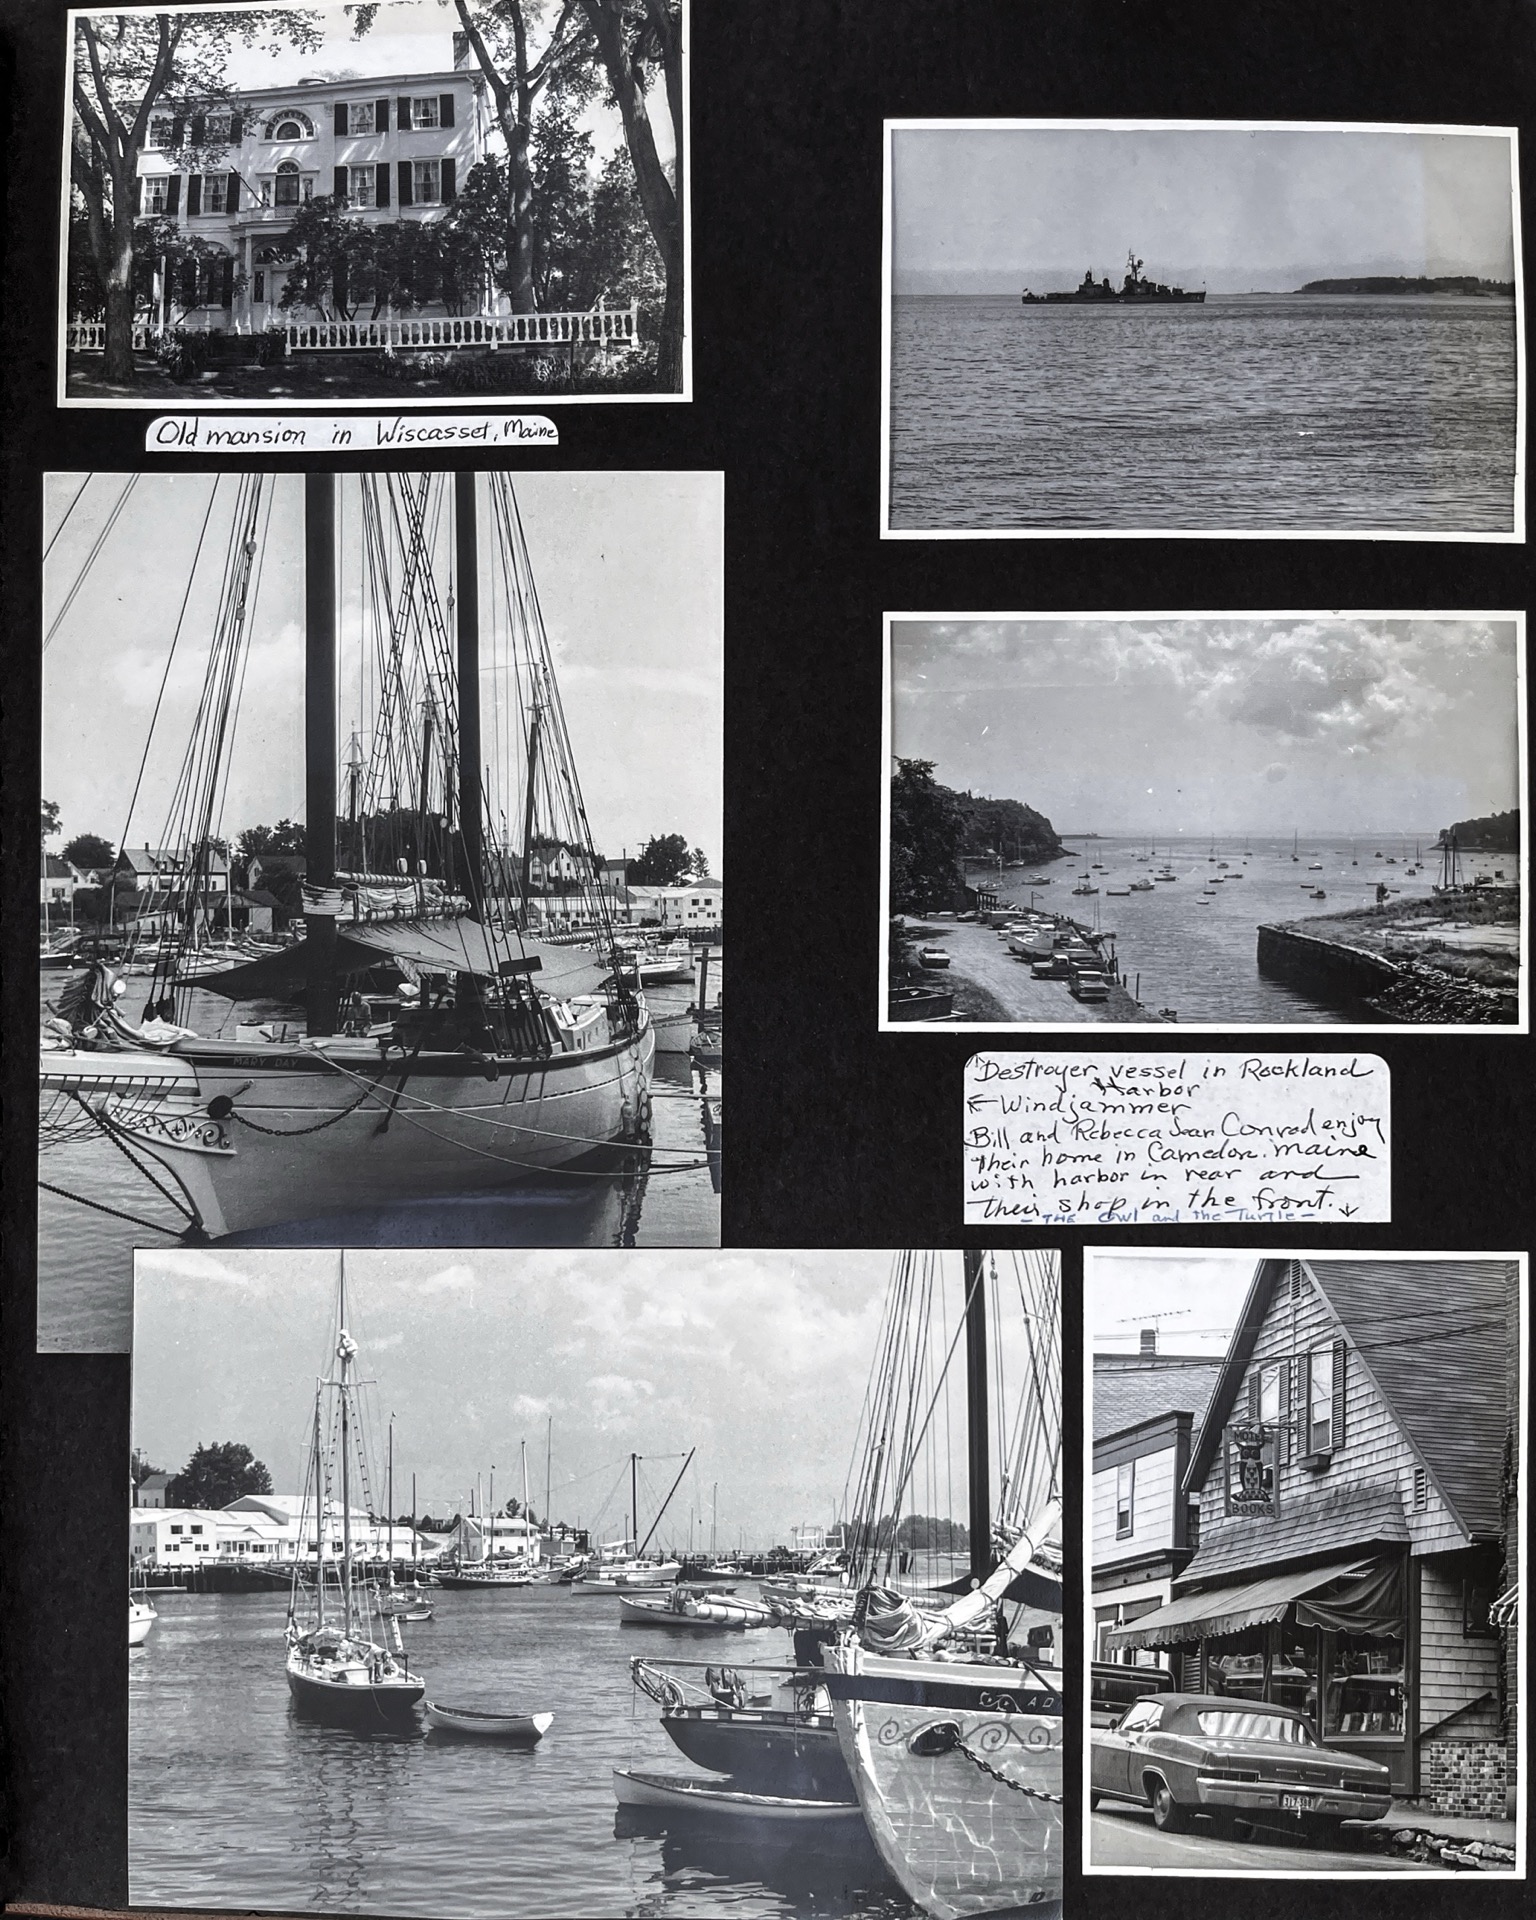 Old mansion in Wiscasset, Maine
MARY DAY
↑ Destroyer vessel in Rockland
Harbor
← Windjammer
Bill and Rebecca Jean Conrad enjoy
their home in Camedon. Maine
with harbor in rear and
their shop in the front. ↓
- THE Owl and the Turtle -
AD
BOOKS